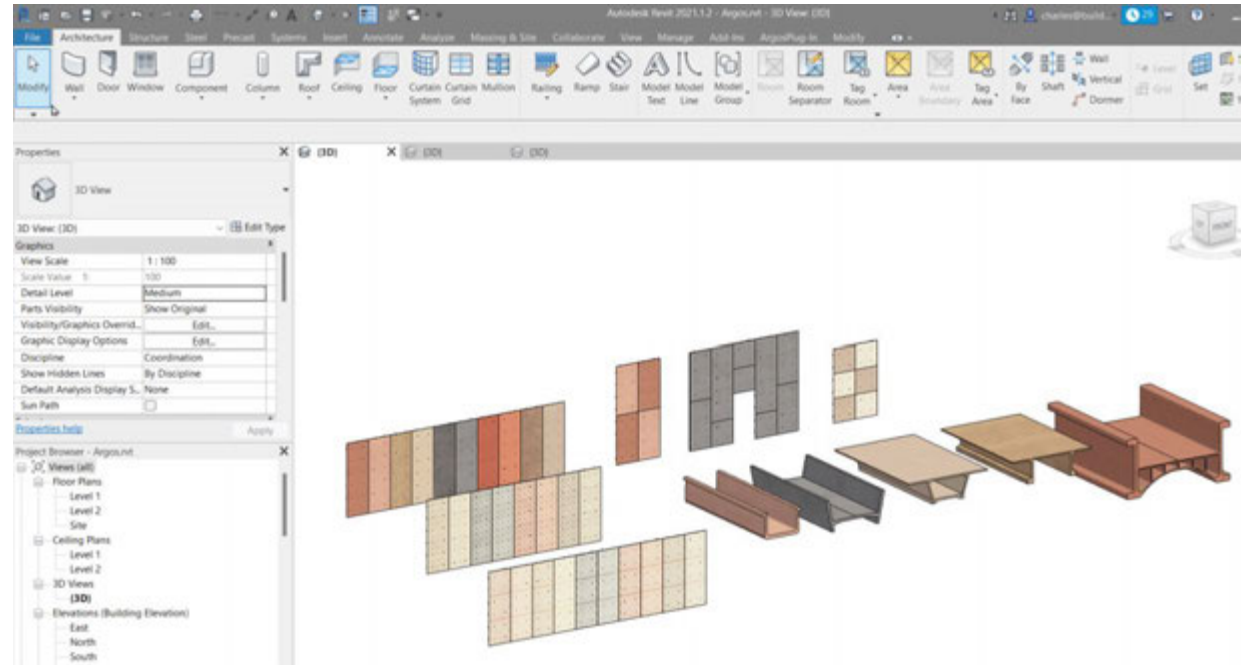 Autodesk Revit 2021.1.2 - Argos.rvt - 3D View: {3D}
File Architecture Structure Steel Precast Systems Insert Annotate Analyze Massing & Site Collaborate View Manage Add-Ins ArgosPlug-In Modify
Modify Wall Door Window Component Column Roof Ceiling Floor Curtain System Curtain Grid Mullion Railing Ramp Stair Model Text Model Line Model Group Room Room Separator Tag Room Area Area Boundary Tag Area By Face Shaft Wall Vertical Dormer Level Grid Set
Properties X {3D} X {3D} {3D}
3D View
3D View: {3D} Edit Type
Graphics
View Scale 1 : 100
Scale Value 1: 100
Detail Level Medium
Parts Visibility Show Original
Visibility/Graphics Overrid... Edit...
Graphic Display Options Edit...
Discipline Coordination
Show Hidden Lines By Discipline
Default Analysis Display S... None
Sun Path
Properties help Apply
Project Browser - Argos.rvt X
Views (all)
Floor Plans
Level 1
Level 2
Site
Ceiling Plans
Level 1
Level 2
3D Views
{3D}
Elevations (Building Elevation)
East
North
South
FRONT